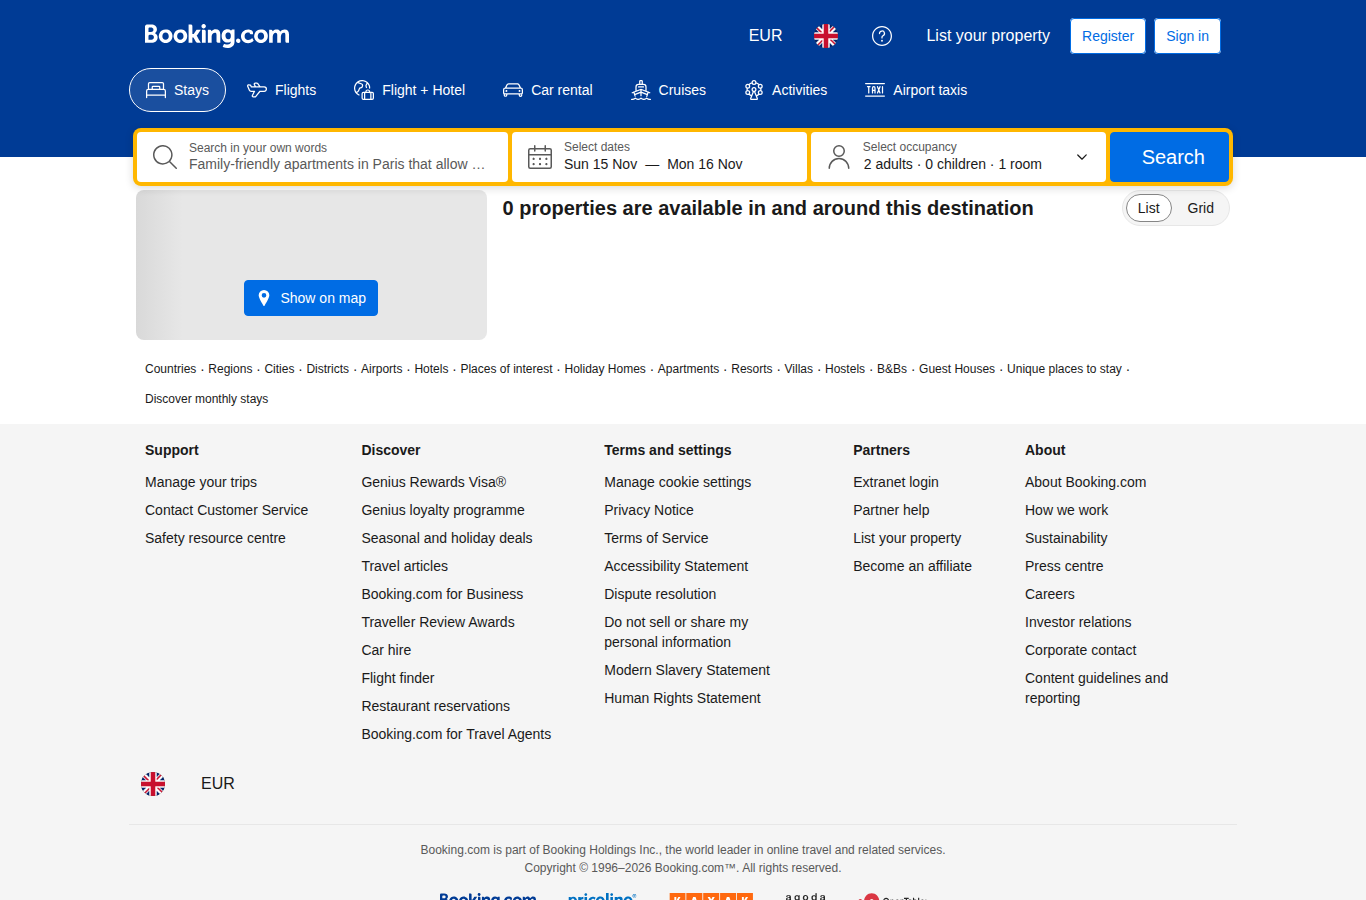 Booking.com
EUR
List your property
Register
Sign in
Stays
Flights
Flight + Hotel
Car rental
Cruises
Activities
TAXI
Airport taxis
Search in your own words
Family-friendly apartments in Paris that allow …
Select dates
Sun 15 Nov — Mon 16 Nov
Select occupancy
2 adults · 0 children · 1 room
Search
Show on map
0 properties are available in and around this destination
List
Grid
Countries · Regions · Cities · Districts · Airports · Hotels · Places of interest · Holiday Homes · Apartments · Resorts · Villas · Hostels · B&Bs · Guest Houses · Unique places to stay ·
Discover monthly stays
Support
Manage your trips
Contact Customer Service
Safety resource centre
Discover
Genius Rewards Visa®
Genius loyalty programme
Seasonal and holiday deals
Travel articles
Booking.com for Business
Traveller Review Awards
Car hire
Flight finder
Restaurant reservations
Booking.com for Travel Agents
Terms and settings
Manage cookie settings
Privacy Notice
Terms of Service
Accessibility Statement
Dispute resolution
Do not sell or share my
personal information
Modern Slavery Statement
Human Rights Statement
Partners
Extranet login
Partner help
List your property
Become an affiliate
About
About Booking.com
How we work
Sustainability
Press centre
Careers
Investor relations
Corporate contact
Content guidelines and
reporting
EUR
Booking.com is part of Booking Holdings Inc., the world leader in online travel and related services.
Copyright © 1996–2026 Booking.com™. All rights reserved.
Booking.com
priceline®
KAYAK
agoda
OpenTable